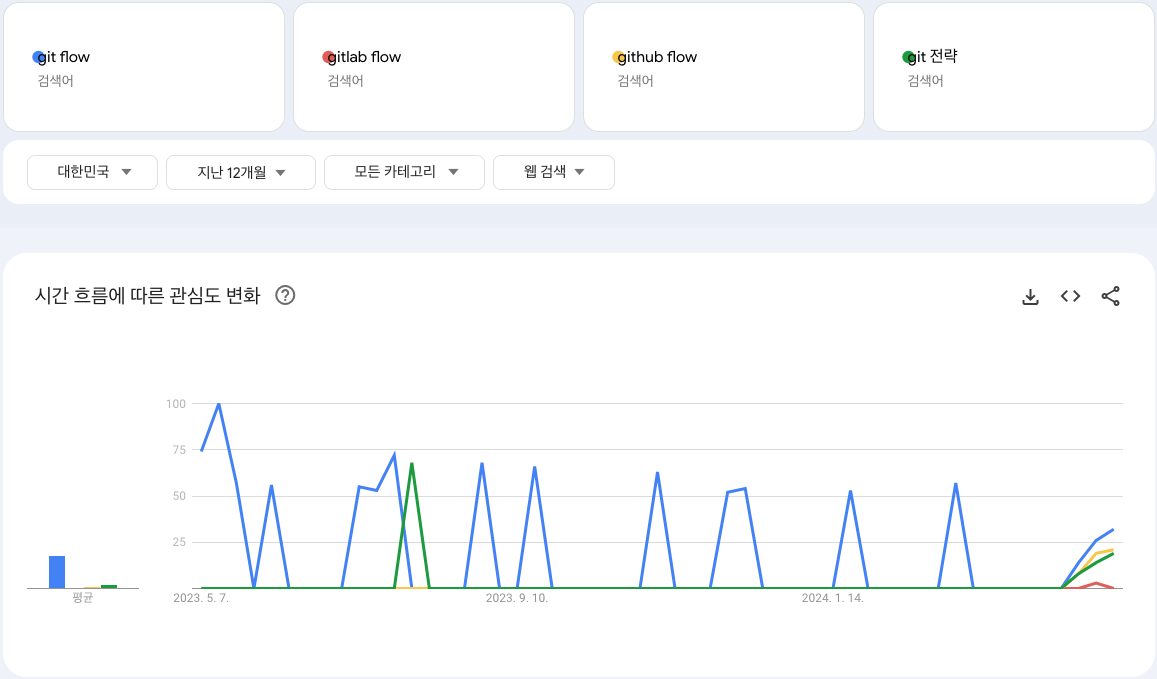 git flow
검색어
gitlab flow
검색어
github flow
검색어
git 전략
검색어
대한민국
지난 12개월
모든 카테고리
웹 검색
시간 흐름에 따른 관심도 변화
100
75
50
25
평균
2023. 5. 7.
2023. 9. 10.
2024. 1. 14.